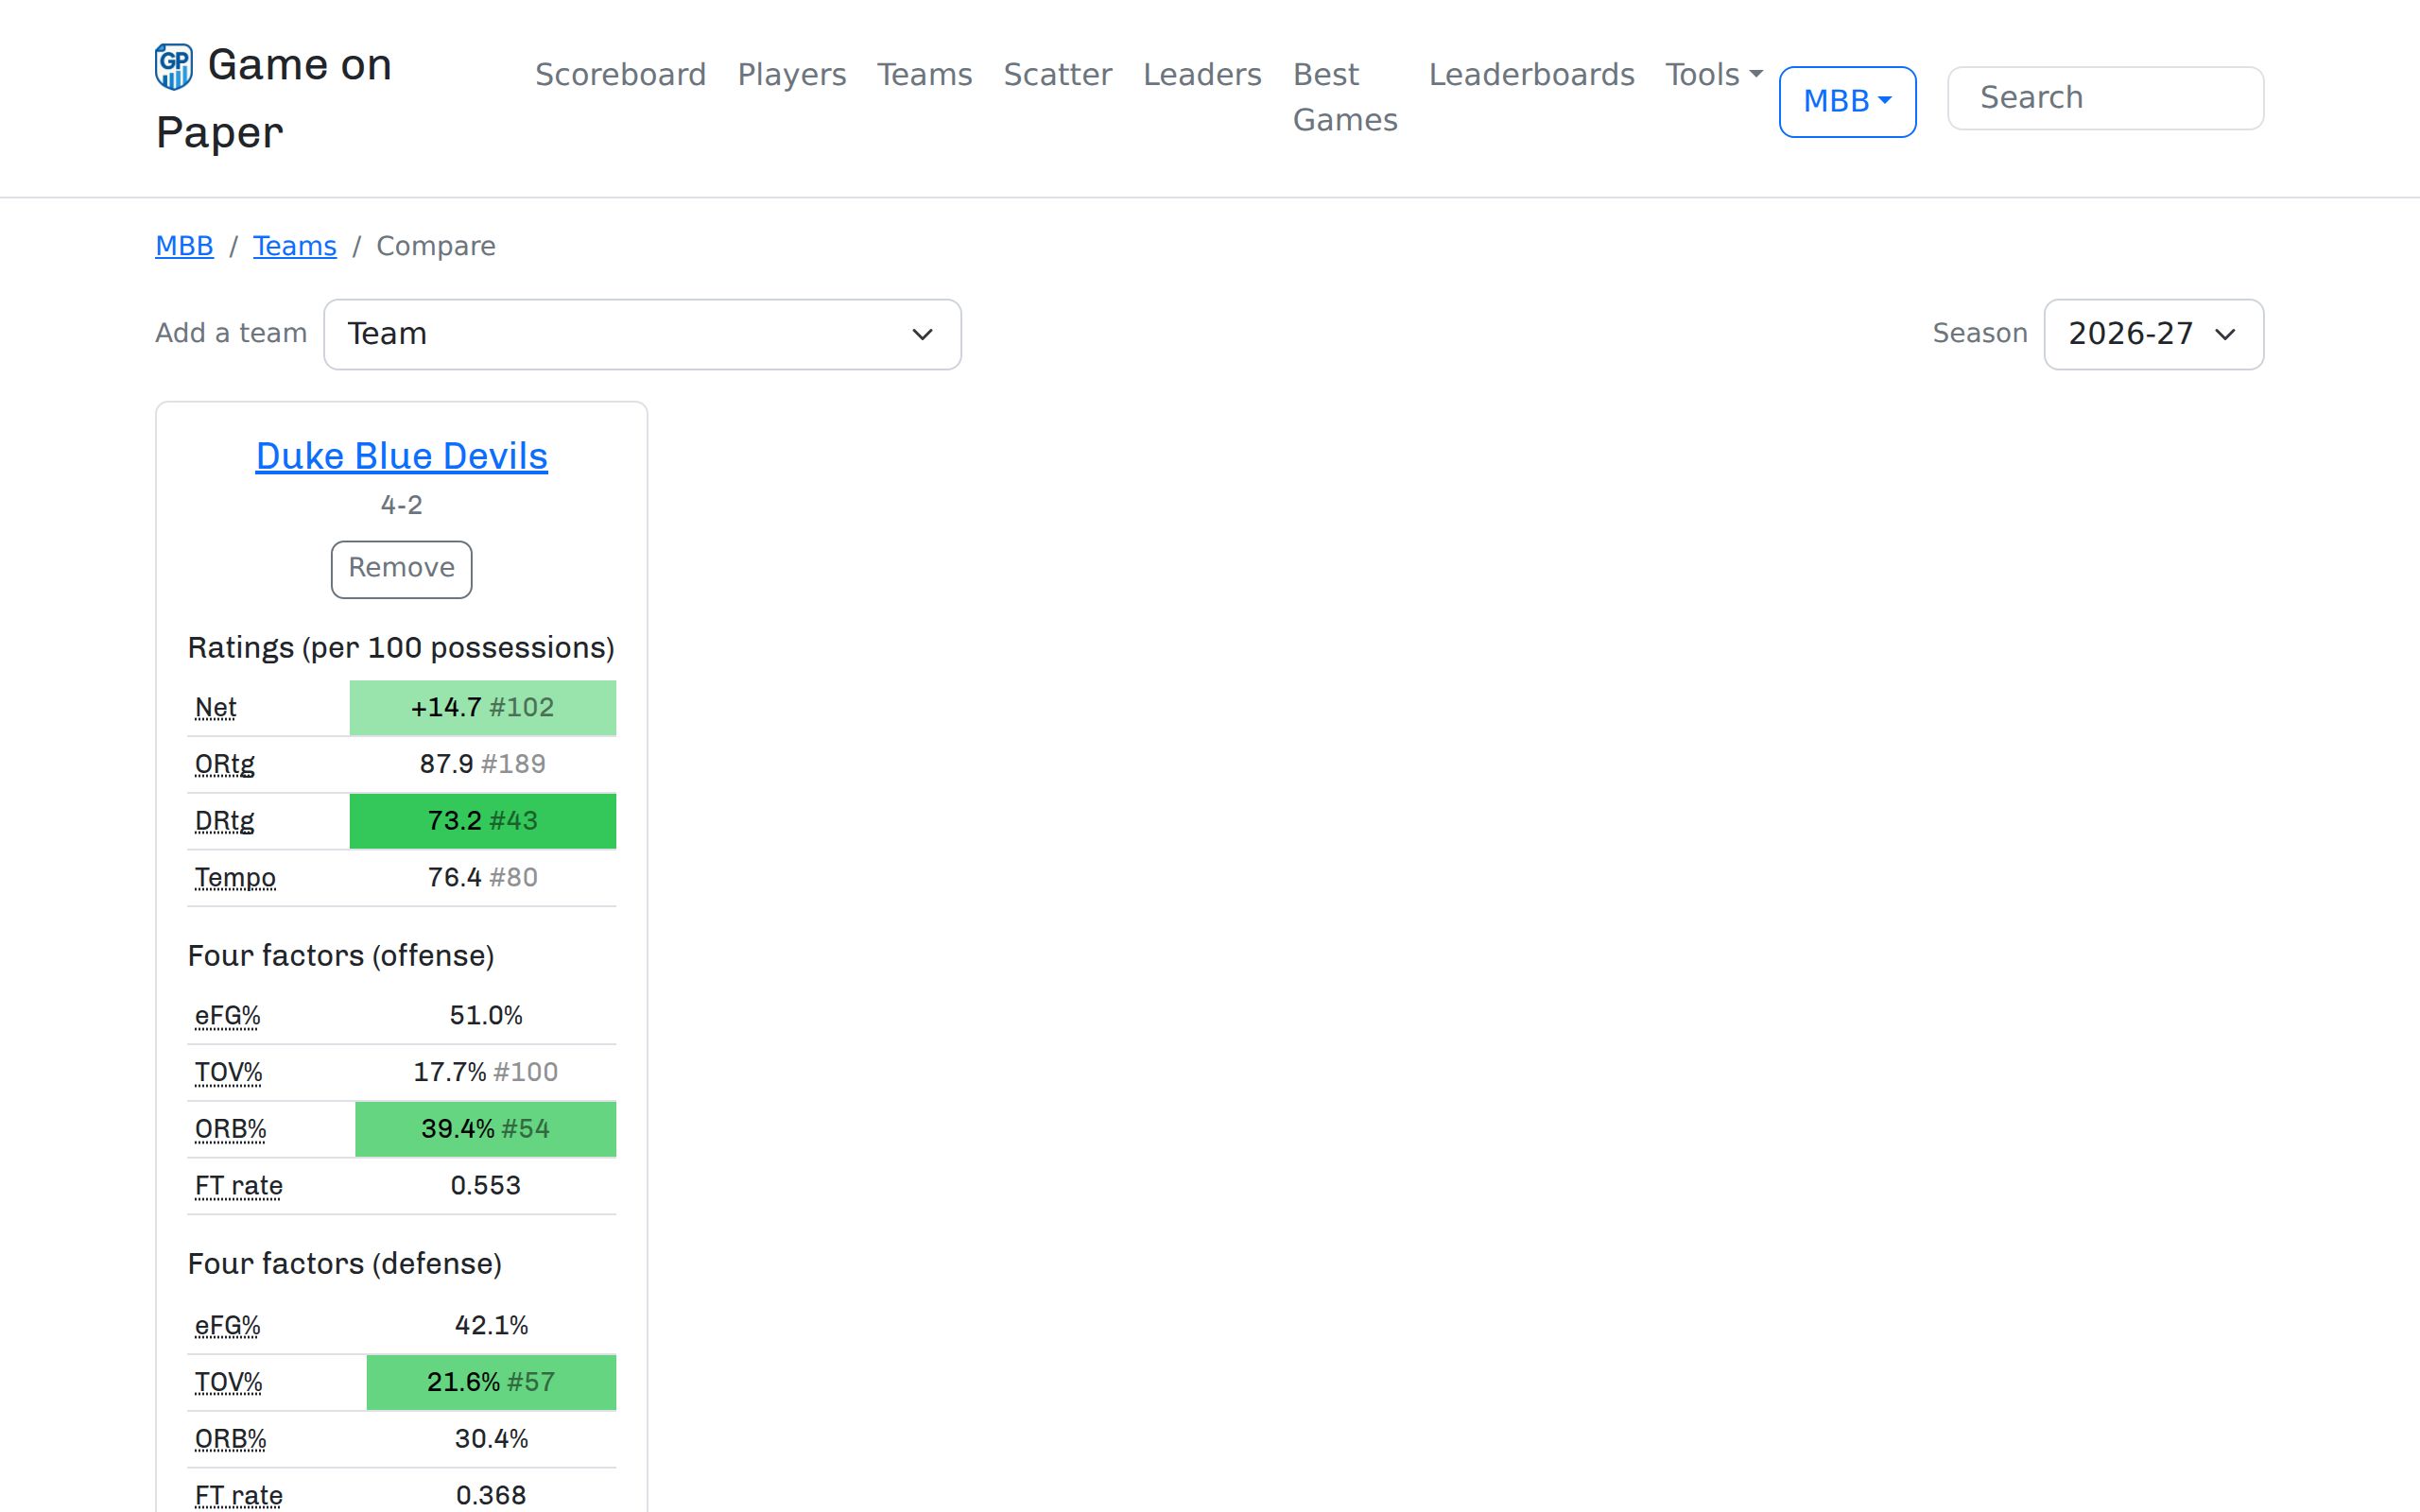 GP Game on Paper
Scoreboard Players Teams Scatter Leaders Best Games Leaderboards Tools MBB Search
MBB / Teams / Compare
Add a team Team Season 2026-27
Duke Blue Devils
4-2
Remove
Ratings (per 100 possessions)
Net +14.7 #102
ORtg 87.9 #189
DRtg 73.2 #43
Tempo 76.4 #80
Four factors (offense)
eFG% 51.0%
TOV% 17.7% #100
ORB% 39.4% #54
FT rate 0.553
Four factors (defense)
eFG% 42.1%
TOV% 21.6% #57
ORB% 30.4%
FT rate 0.368